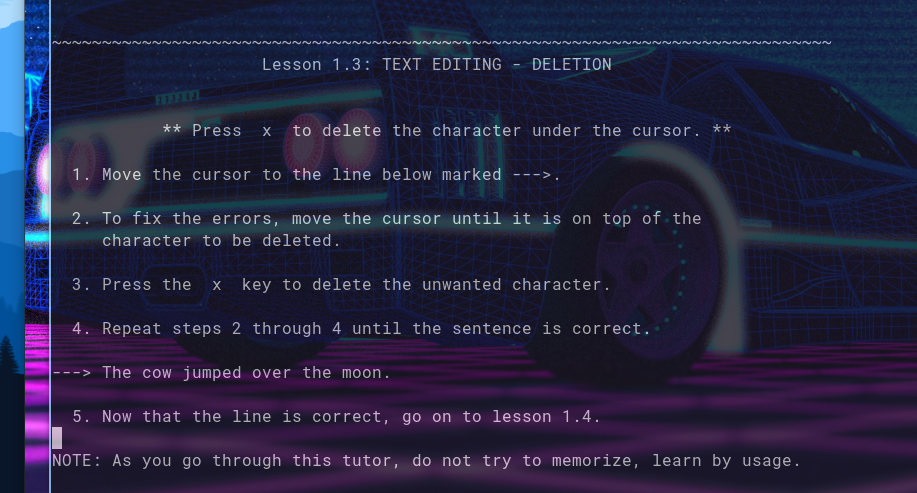 ~~~~~~~~~~~~~~~~~~~~~~~~~~~~~~~~~~~~~~~~~~~~~~~~~~~~~~~~~~~~~~~~~~~~~~~~~~~~~~
Lesson 1.3: TEXT EDITING - DELETION
** Press  x  to delete the character under the cursor. **
1. Move the cursor to the line below marked --->.
2. To fix the errors, move the cursor until it is on top of the
character to be deleted.
3. Press the  x  key to delete the unwanted character.
4. Repeat steps 2 through 4 until the sentence is correct.
---> The cow jumped over the moon.
5. Now that the line is correct, go on to lesson 1.4.
NOTE: As you go through this tutor, do not try to memorize, learn by usage.